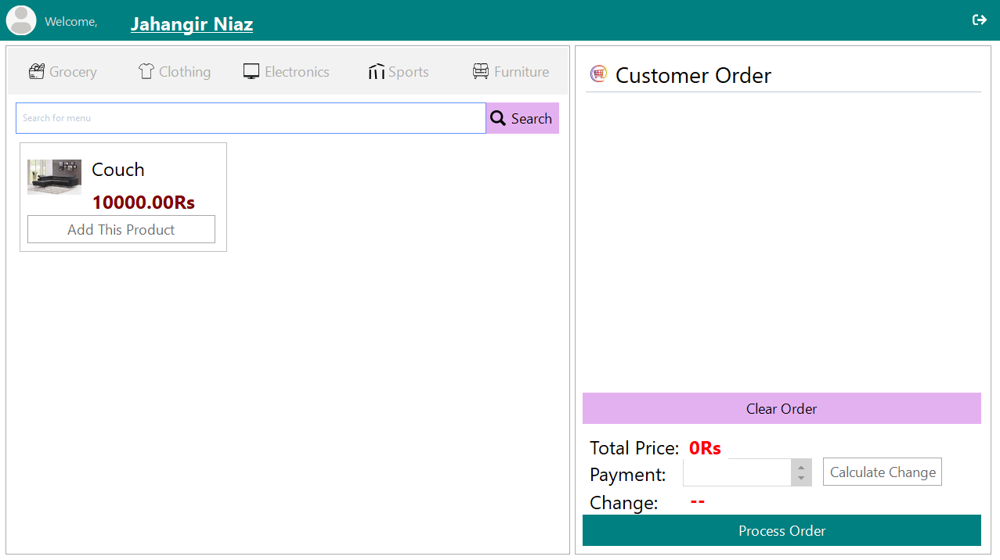 Welcome, Jahangir Niaz
Grocery Clothing Electronics Sports Furniture
Search for menu Search
Couch
10000.00Rs
Add This Product
Customer Order
Clear Order
Total Price: 0Rs
Payment: Calculate Change
Change: --
Process Order